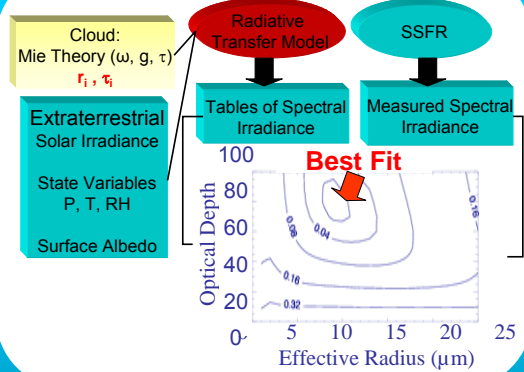 Cloud:
Mie Theory (ω, g, τ)
r_i , τ_i
Radiative
Transfer Model
SSFR
Extraterrestrial
Solar Irradiance
State Variables
P, T, RH
Surface Albedo
Tables of Spectral
Irradiance
Measured Spectral
Irradiance
Best Fit
Optical Depth
100
80
60
40
20
0
0.08
0.04
0.16
0.16
0.32
5 10 15 20 25
Effective Radius (µm)